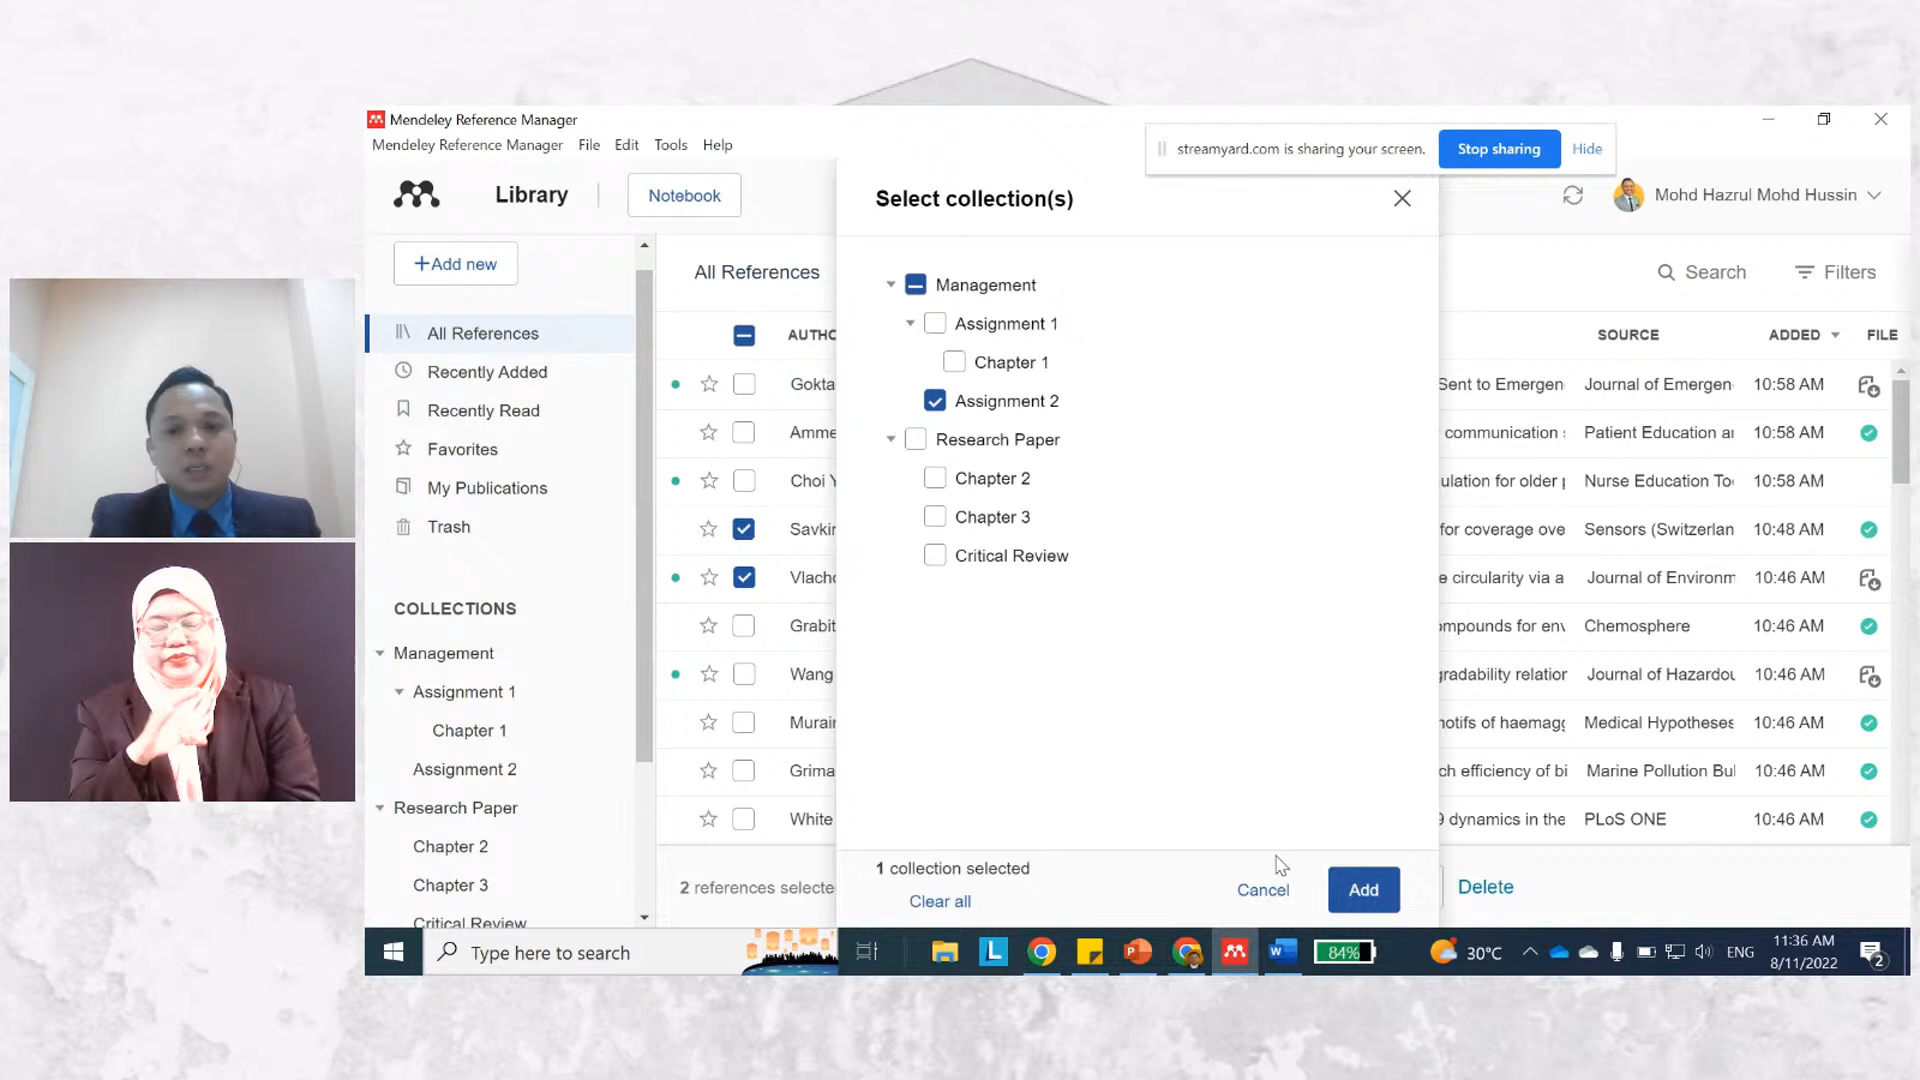 Mendeley Reference Manager
Mendeley Reference Manager File Edit Tools Help
streamyard.com is sharing your screen. Stop sharing Hide
Library Notebook
Select collection(s)
Mohd Hazrul Mohd Hussin
+Add new
All References
Search Filters
All References
Recently Added
Recently Read
Favorites
My Publications
Trash
COLLECTIONS
Management
Assignment 1
Chapter 1
Assignment 2
Research Paper
Chapter 2
Chapter 3
Critical Review
AUTHO
SOURCE ADDED FILE
Gokta
Sent to Emergen Journal of Emergen 10:58 AM
Amme
communication Patient Education 10:58 AM
Choi
ulation for older Nurse Education To 10:58 AM
Savkin
for coverage ove Sensors (Switzerlan 10:48 AM
Vlacho
e circularity via a Journal of Environm 10:46 AM
Grabit
ompounds for env Chemosphere 10:46 AM
Wang
gradability relation Journal of Hazardou 10:46 AM
Murair
notifs of haemagg Medical Hypotheses 10:46 AM
Grima
ch efficiency of bi Marine Pollution Bul 10:46 AM
White
9 dynamics in the PLoS ONE 10:46 AM
Management
Assignment 1
Chapter 1
Assignment 2
Research Paper
Chapter 2
Chapter 3
Critical Review
2 references selecte
1 collection selected
Clear all
Cancel Add
Delete
Type here to search
L
84%
30°C
ENG
11:36 AM
8/11/2022
2